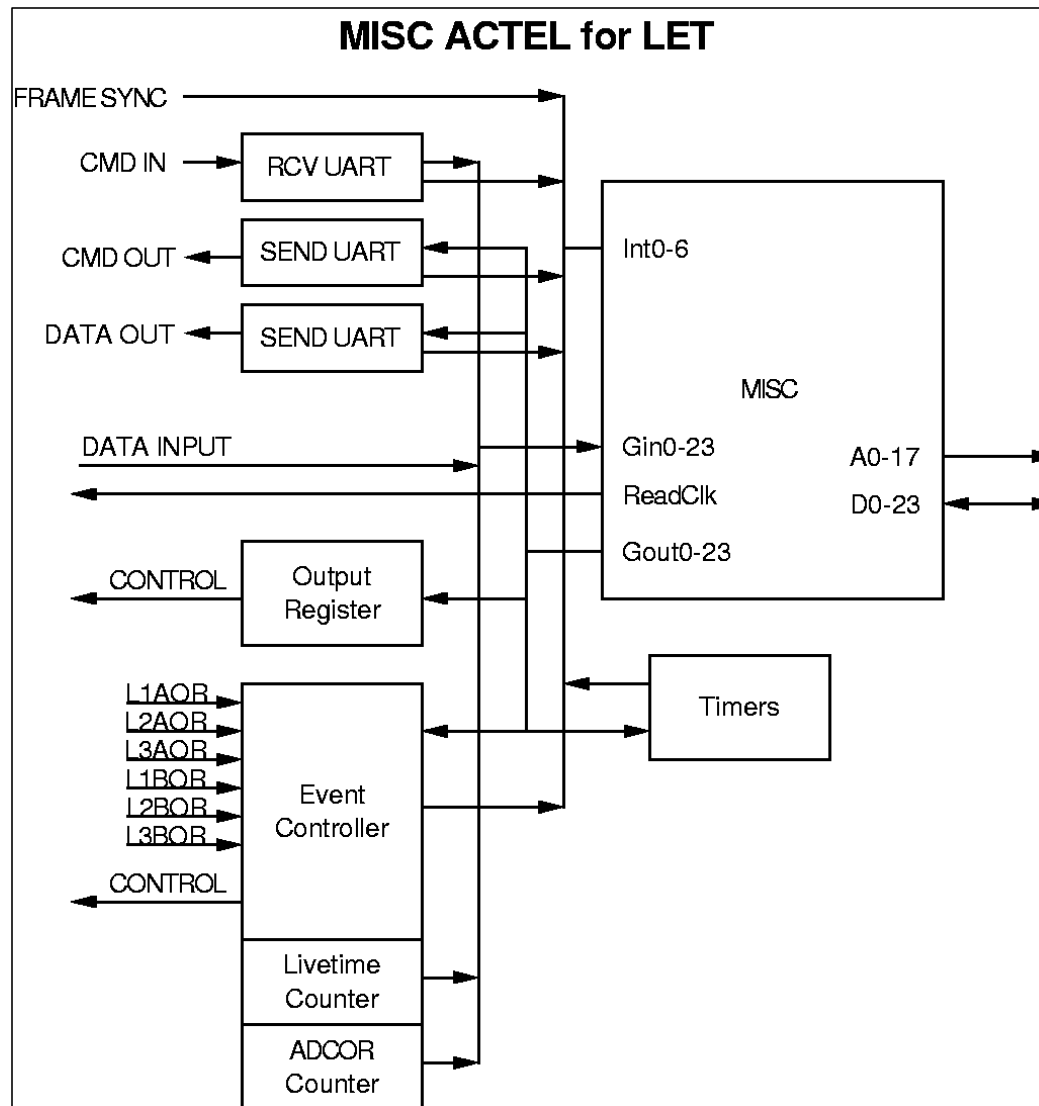 MISC ACTEL for LET
FRAME SYNC
CMD IN
RCV UART
CMD OUT
SEND UART
Int0-6
DATA OUT
SEND UART
MISC
DATA INPUT
Gin0-23
A0-17
ReadClk
D0-23
Gout0-23
CONTROL
Output
Register
L1AOR
L2AOR
L3AOR
L1BOR
L2BOR
L3BOR
Timers
Event
Controller
CONTROL
Livetime
Counter
ADCOR
Counter